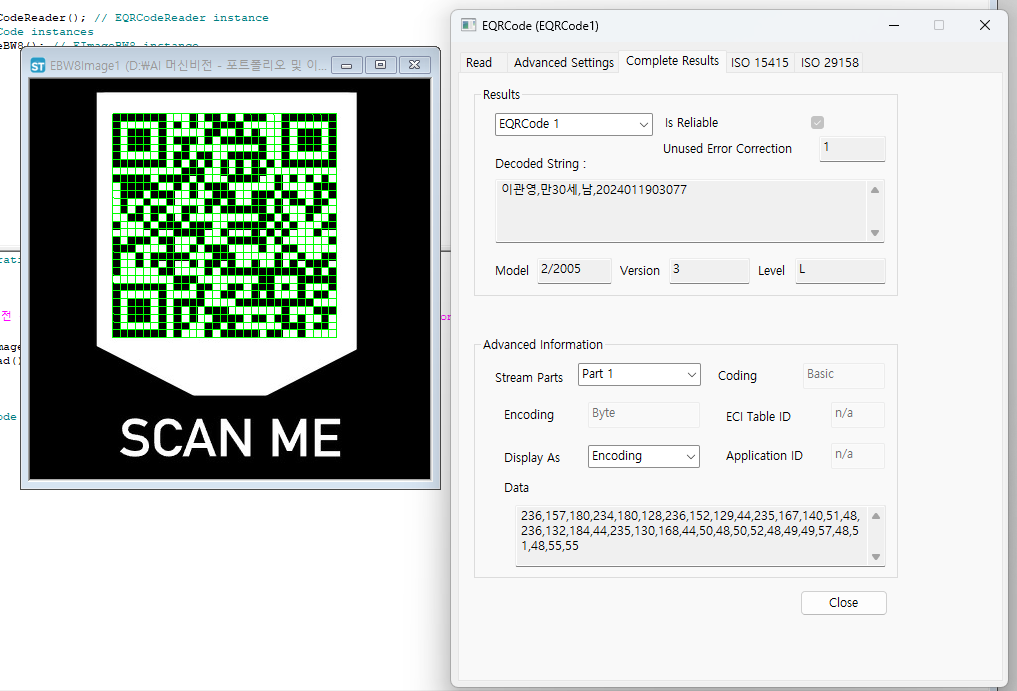 CodeReader(); // EQRCodeReader instance
Code instances
eBW8(); // EImageBW8 instance
EBW8Image1 (D:₩AI 머신비전 - 포트폴리오 및 이...
SCAN ME
전
mage
ad()
ode
EQRCode (EQRCode1)
Read Advanced Settings Complete Results ISO 15415 ISO 29158
Results
EQRCode 1 Is Reliable
Unused Error Correction 1
Decoded String :
이관영,만30세,남,2024011903077
Model 2/2005 Version 3 Level L
Advanced Information
Stream Parts Part 1 Coding Basic
Encoding Byte ECI Table ID n/a
Display As Encoding Application ID n/a
Data
236,157,180,234,180,128,236,152,129,44,235,167,140,51,48,
236,132,184,44,235,130,168,44,50,48,50,52,48,49,49,57,48,5
1,48,55,55
Close